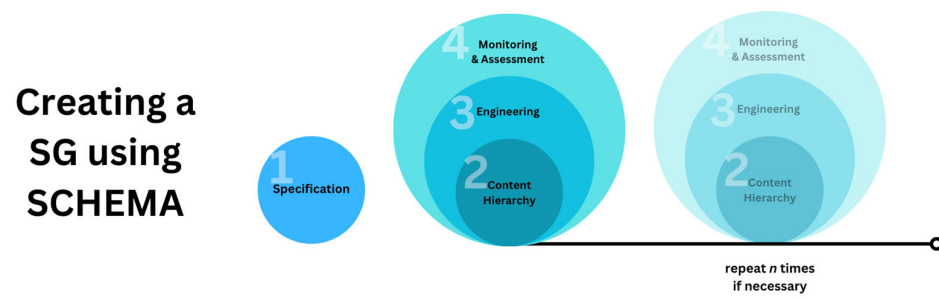 Creating a
SG using
SCHEMA
1
Specification
4
Monitoring
& Assessment
3
Engineering
2
Content
Hierarchy
4
Monitoring
& Assessment
3
Engineering
2
Content
Hierarchy
repeat n times
if necessary